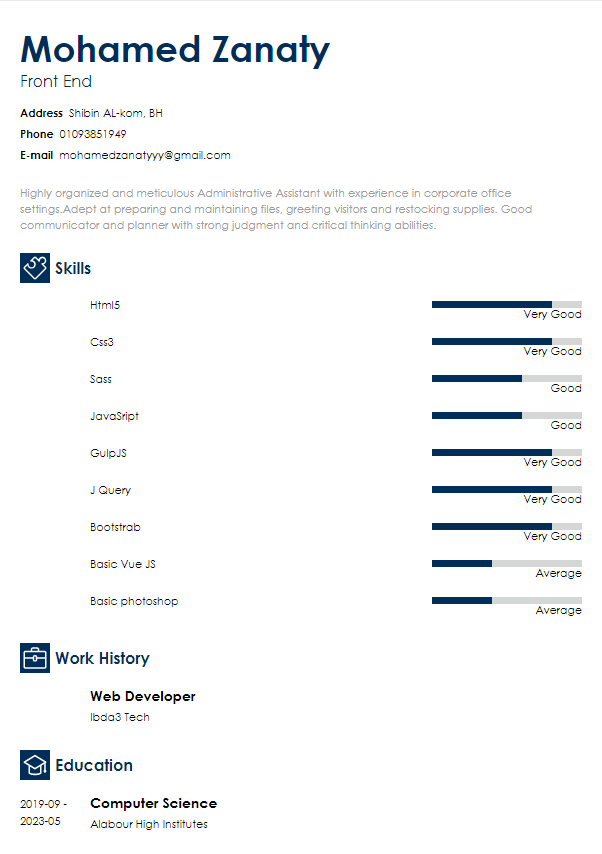 Mohamed Zanaty
Front End
Address Shibin AL-kom, BH
Phone 01093851949
E-mail mohamedzanatyyy@gmail.com
Highly organized and meticulous Administrative Assistant with experience in corporate office
settings.Adept at preparing and maintaining files, greeting visitors and restocking supplies. Good
communicator and planner with strong judgment and critical thinking abilities.
Skills
Html5
Very Good
Css3
Very Good
Sass
Good
JavaSript
Good
GulpJS
Very Good
J Query
Very Good
Bootstrab
Very Good
Basic Vue JS
Average
Basic photoshop
Average
Work History
Web Developer
Ibda3 Tech
Education
2019-09 - Computer Science
2023-05 Alabour High Institutes